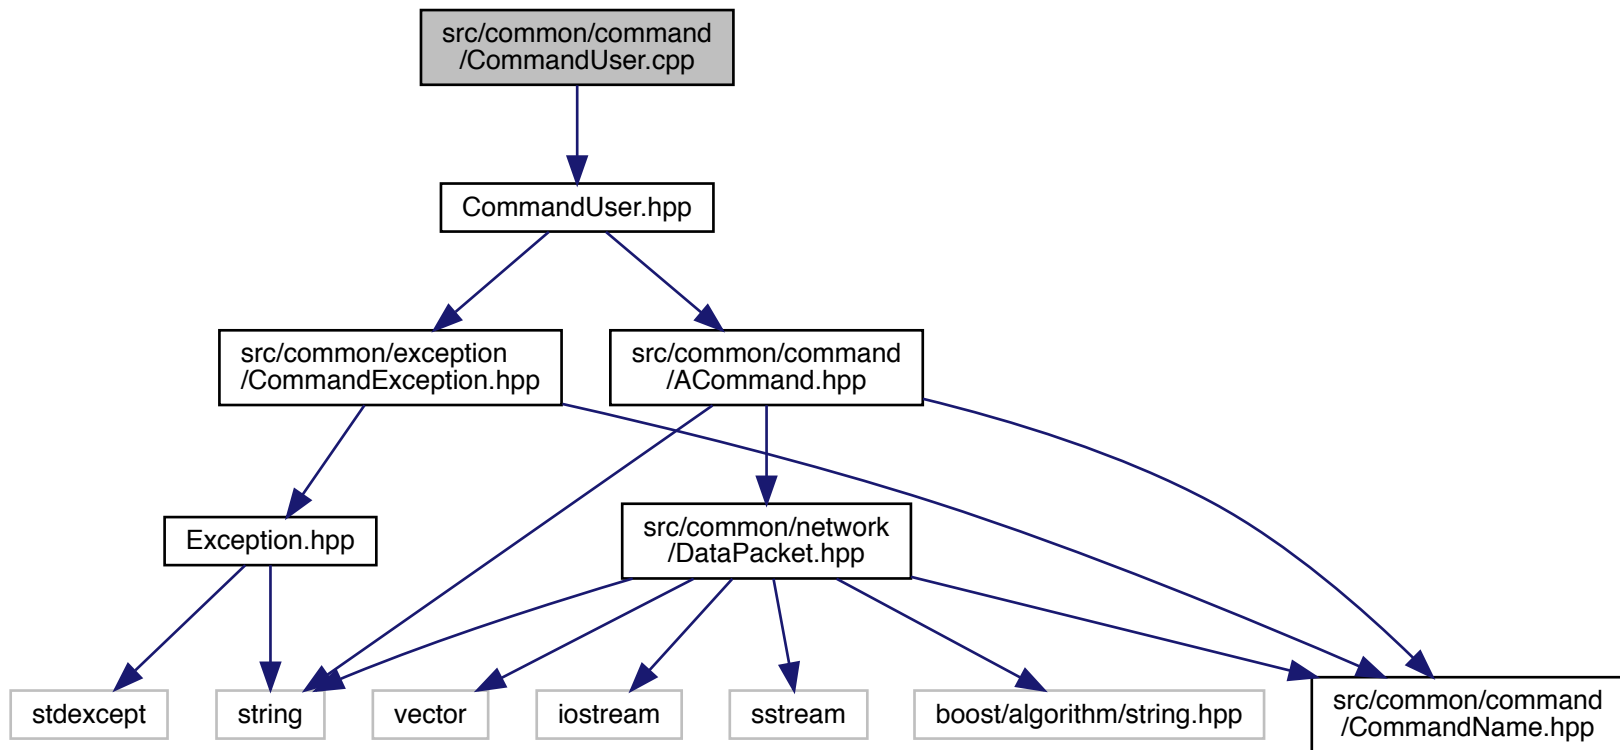 src/common/command
/CommandUser.cpp
CommandUser.hpp
src/common/exception
/CommandException.hpp
src/common/command
/ACommand.hpp
src/common/network
/DataPacket.hpp
Exception.hpp
stdexcept
string
vector
iostream
sstream
boost/algorithm/string.hpp
src/common/command
/CommandName.hpp